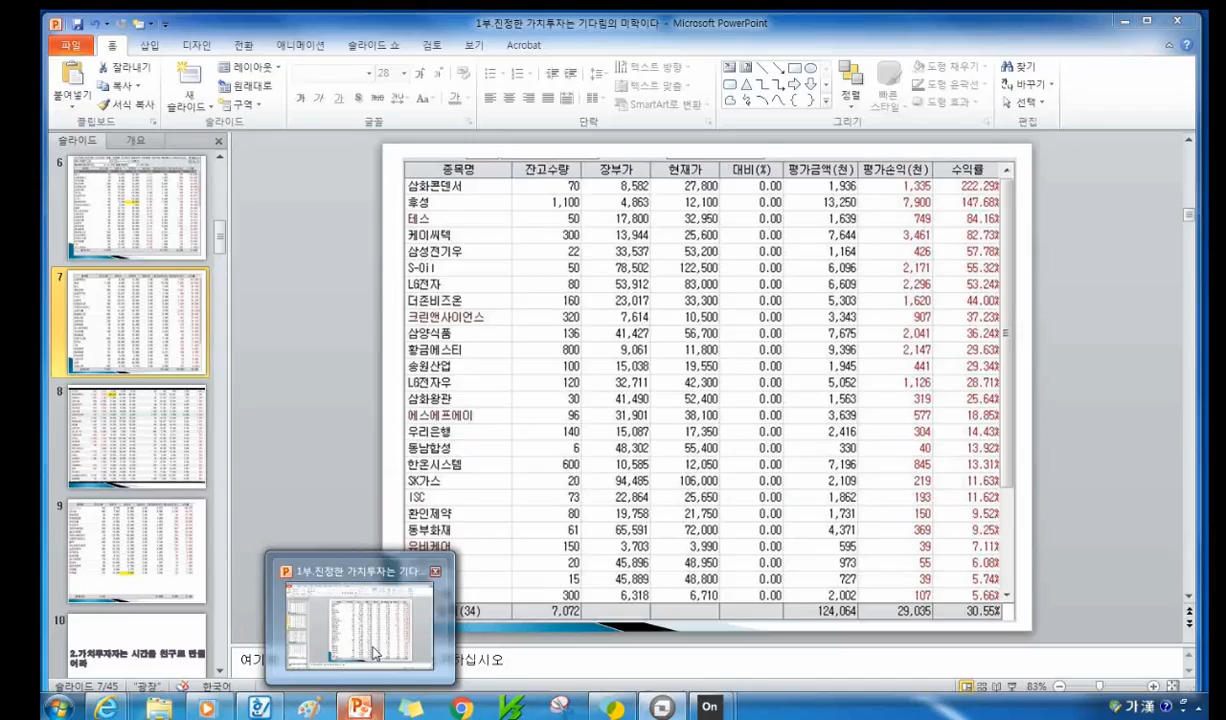 1부.진정한 가치투자는 기다림의 미학이다 - Microsoft PowerPoint
파일 홈 삽입 디자인 전환 애니메이션 슬라이드 쇼 검토 보기 Acrobat
붙여넣기
잘라내기
복사
서식 복사
클립보드
새 슬라이드
레이아웃
원래대로
구역
슬라이드
28
가 가 가
글꼴
텍스트 방향
텍스트 맞춤
SmartArt로 변환
단락
정렬
빠른 스타일
도형 채우기
도형 윤곽선
도형 효과
그리기
찾기
바꾸기
선택
편집
슬라이드 개요
6
7
8
9
10
2.가치투자자는 시간을 친구로 만들어라
종목명 잔고수량 장부가 현재가 대비(%) 평가금액(천) 평가손익(천) 수익률
삼화콘덴서 70 8,582 27,800 0.00 1,936 1,335 222.29%
후성 1,100 4,863 12,100 0.00 13,250 7,900 147.68%
테스 50 17,800 32,950 0.00 1,639 749 84.16%
케이씨텍 300 13,944 25,600 0.00 7,644 3,461 82.73%
삼성전기우 22 33,537 53,200 0.00 1,164 426 57.78%
S-Oil 50 78,502 122,500 0.00 6,096 2,171 55.32%
LG전자 80 53,912 83,000 0.00 6,609 2,296 53.24%
더존비즈온 160 23,017 33,300 0.00 5,303 1,620 44.00%
크린앤사이언스 320 7,614 10,500 0.00 3,343 907 37.23%
삼양식품 136 41,427 56,700 0.00 7,675 2,041 36.24%
황금에스티 800 9,061 11,800 0.00 9,396 2,147 29.63%
송원산업 100 15,038 19,550 0.00 1,945 441 29.34%
LG전자우 120 32,711 42,300 0.00 5,052 1,126 28.71%
삼화왕관 30 41,490 52,400 0.00 1,563 319 25.64%
에스에프에이 96 31,901 38,100 0.00 3,639 577 18.85%
우리은행 140 15,087 17,350 0.00 2,416 304 14.43%
동남합성 6 48,302 55,400 0.00 330 40 13.92%
한온시스템 600 10,585 12,050 0.00 7,196 845 13.31%
SK가스 20 94,485 106,000 0.00 2,109 219 11.63%
ISC 73 22,864 25,650 0.00 1,862 193 11.62%
환인제약 80 19,758 21,750 0.00 1,731 150 9.52%
동부화재 61 65,591 72,000 0.00 4,371 369 9.25%
유비케어 150 3,703 3,990 0.00 595 39 7.11%
20 45,896 48,950 0.00 973 55 6.08%
15 45,889 48,800 0.00 727 39 5.74%
300 6,318 6,710 0.00 2,002 107 5.66%
(34) 7,072 124,064 29,035 30.55%
1부.진정한 가치투자는 기다...
여기
하십시오
슬라이드 7/45 "광장" 한국어 83%
On
가 漢